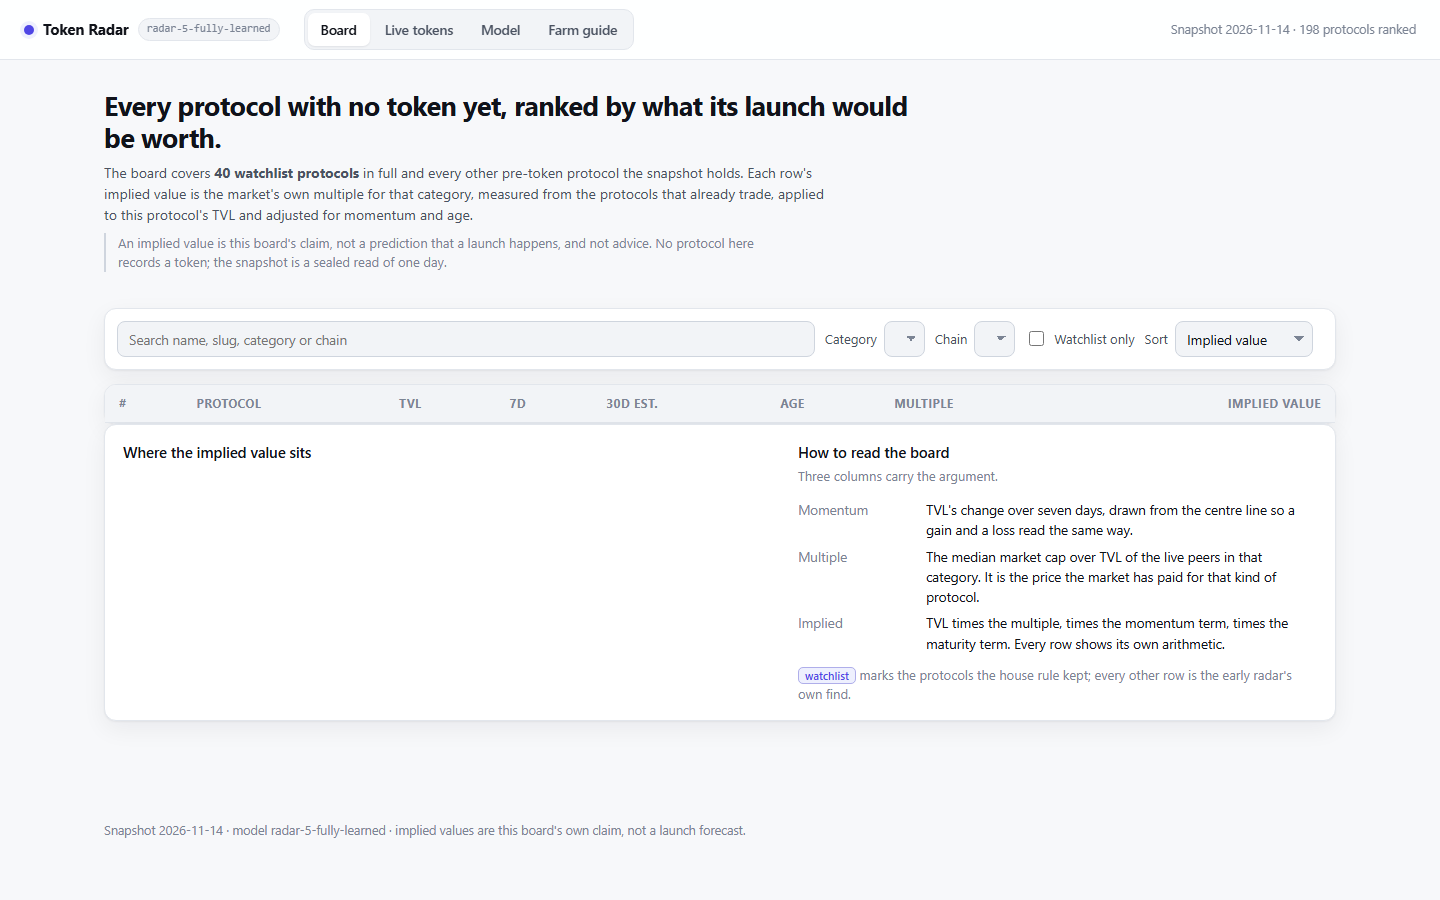 Token Radar
radar-5-fully-learned
Board
Live tokens
Model
Farm guide
Snapshot 2026-11-14 · 198 protocols ranked
Every protocol with no token yet, ranked by what its launch would
be worth.
The board covers 40 watchlist protocols in full and every other pre-token protocol the snapshot holds. Each row's
implied value is the market's own multiple for that category, measured from the protocols that already trade, applied
to this protocol's TVL and adjusted for momentum and age.
An implied value is this board's claim, not a prediction that a launch happens, and not advice. No protocol here
records a token; the snapshot is a sealed read of one day.
Search name, slug, category or chain
Category
Chain
Watchlist only
Sort
Implied value
# PROTOCOL TVL 7D 30D EST. AGE MULTIPLE IMPLIED VALUE
Where the implied value sits
How to read the board
Three columns carry the argument.
Momentum
TVL's change over seven days, drawn from the centre line so a
gain and a loss read the same way.
Multiple
The median market cap over TVL of the live peers in that
category. It is the price the market has paid for that kind of
protocol.
Implied
TVL times the multiple, times the momentum term, times the
maturity term. Every row shows its own arithmetic.
watchlist marks the protocols the house rule kept; every other row is the early radar's
own find.
Snapshot 2026-11-14 · model radar-5-fully-learned · implied values are this board's own claim, not a launch forecast.